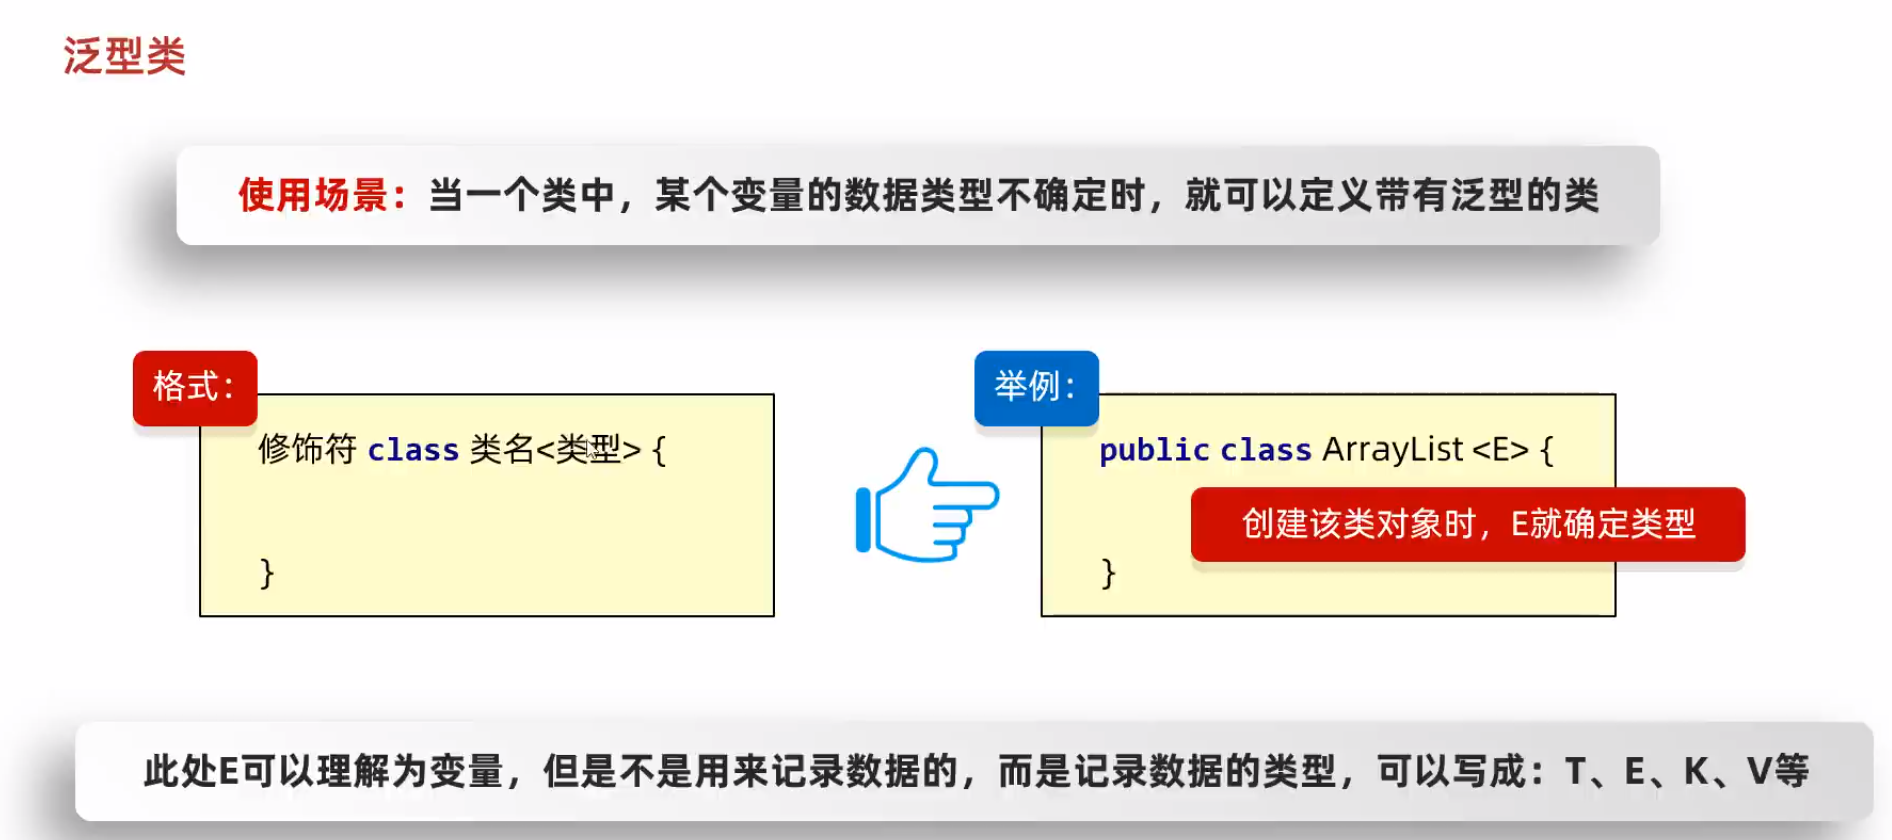 泛型类
使用场景：当一个类中，某个变量的数据类型不确定时，就可以定义带有泛型的类
格式：
修饰符 class 类名<类型> {
}
举例：
public class ArrayList <E> {
创建该类对象时，E就确定类型
}
此处E可以理解为变量，但是不是用来记录数据的，而是记录数据的类型，可以写成：T、E、K、V等